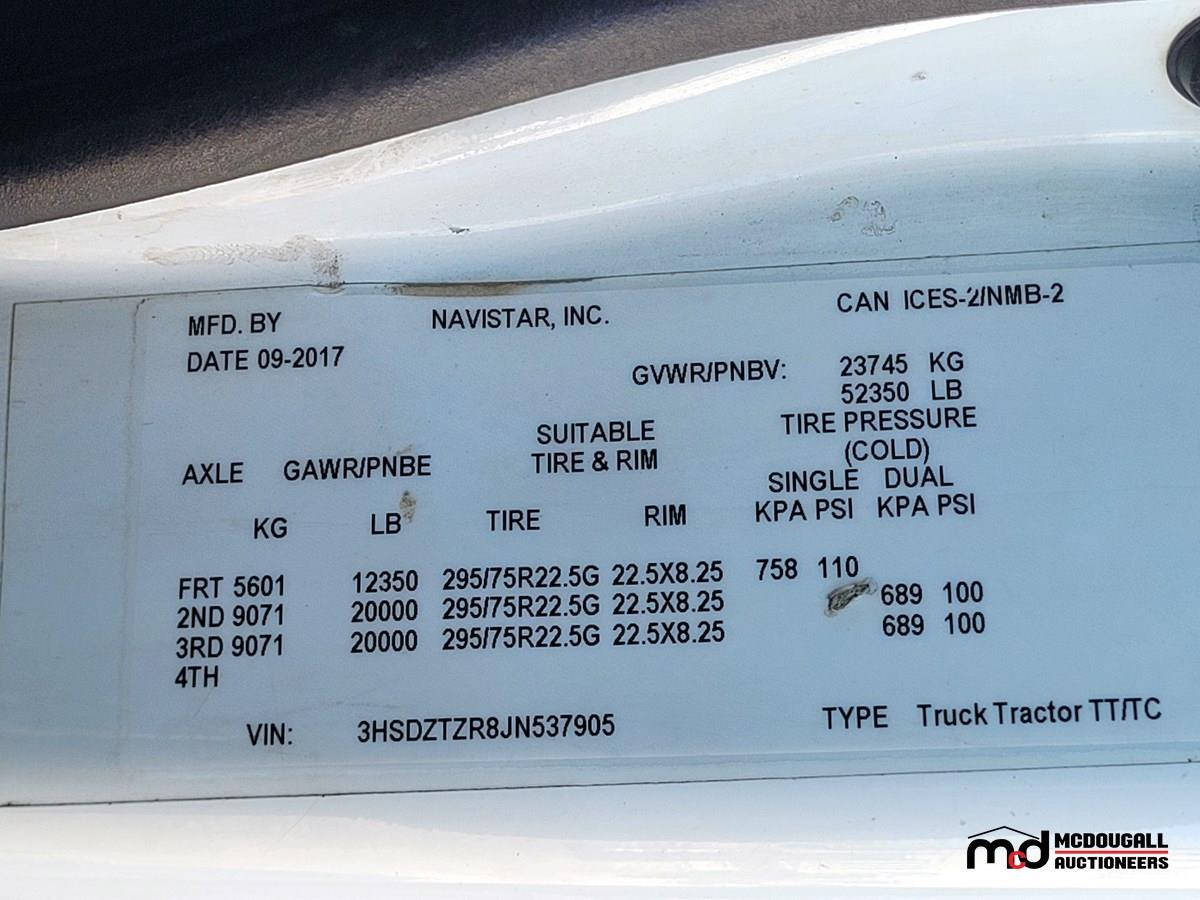 MFD. BY NAVISTAR, INC. CAN ICES-2/NMB-2
DATE 09-2017
GVWR/PNBV: 23745 KG
52350 LB
SUITABLE TIRE PRESSURE
AXLE GAWR/PNBE TIRE & RIM (COLD)
SINGLE DUAL
KG LB TIRE RIM KPA PSI KPA PSI
FRT 5601 12350 295/75R22.5G 22.5X8.25 758 110
2ND 9071 20000 295/75R22.5G 22.5X8.25 689 100
3RD 9071 20000 295/75R22.5G 22.5X8.25 689 100
4TH
VIN: 3HSDZTZR8JN537905 TYPE Truck Tractor TT/TC
mcd MCDOUGALL
AUCTIONEERS